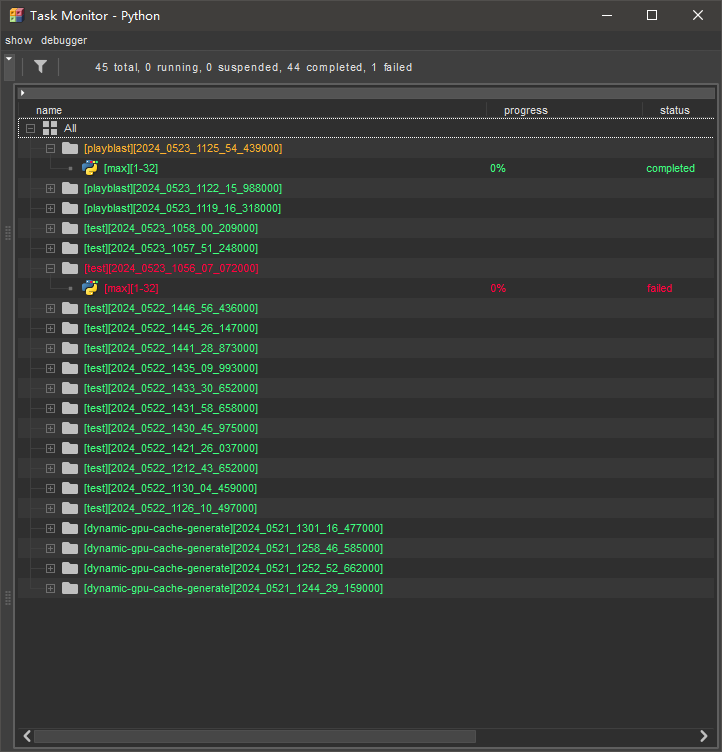 Task Monitor - Python
show debugger
45 total, 0 running, 0 suspended, 44 completed, 1 failed
name progress status
All
[playblast][2024_0523_1125_54_439000]
[max][1-32] 0% completed
[playblast][2024_0523_1122_15_988000]
[playblast][2024_0523_1119_16_318000]
[test][2024_0523_1058_00_209000]
[test][2024_0523_1057_51_248000]
[test][2024_0523_1056_07_072000]
[max][1-32] 0% failed
[test][2024_0522_1446_56_436000]
[test][2024_0522_1445_26_147000]
[test][2024_0522_1441_28_873000]
[test][2024_0522_1435_09_993000]
[test][2024_0522_1433_30_652000]
[test][2024_0522_1431_58_658000]
[test][2024_0522_1430_45_975000]
[test][2024_0522_1421_26_037000]
[test][2024_0522_1212_43_652000]
[test][2024_0522_1130_04_459000]
[test][2024_0522_1126_10_497000]
[dynamic-gpu-cache-generate][2024_0521_1301_16_477000]
[dynamic-gpu-cache-generate][2024_0521_1258_46_585000]
[dynamic-gpu-cache-generate][2024_0521_1252_52_662000]
[dynamic-gpu-cache-generate][2024_0521_1244_29_159000]